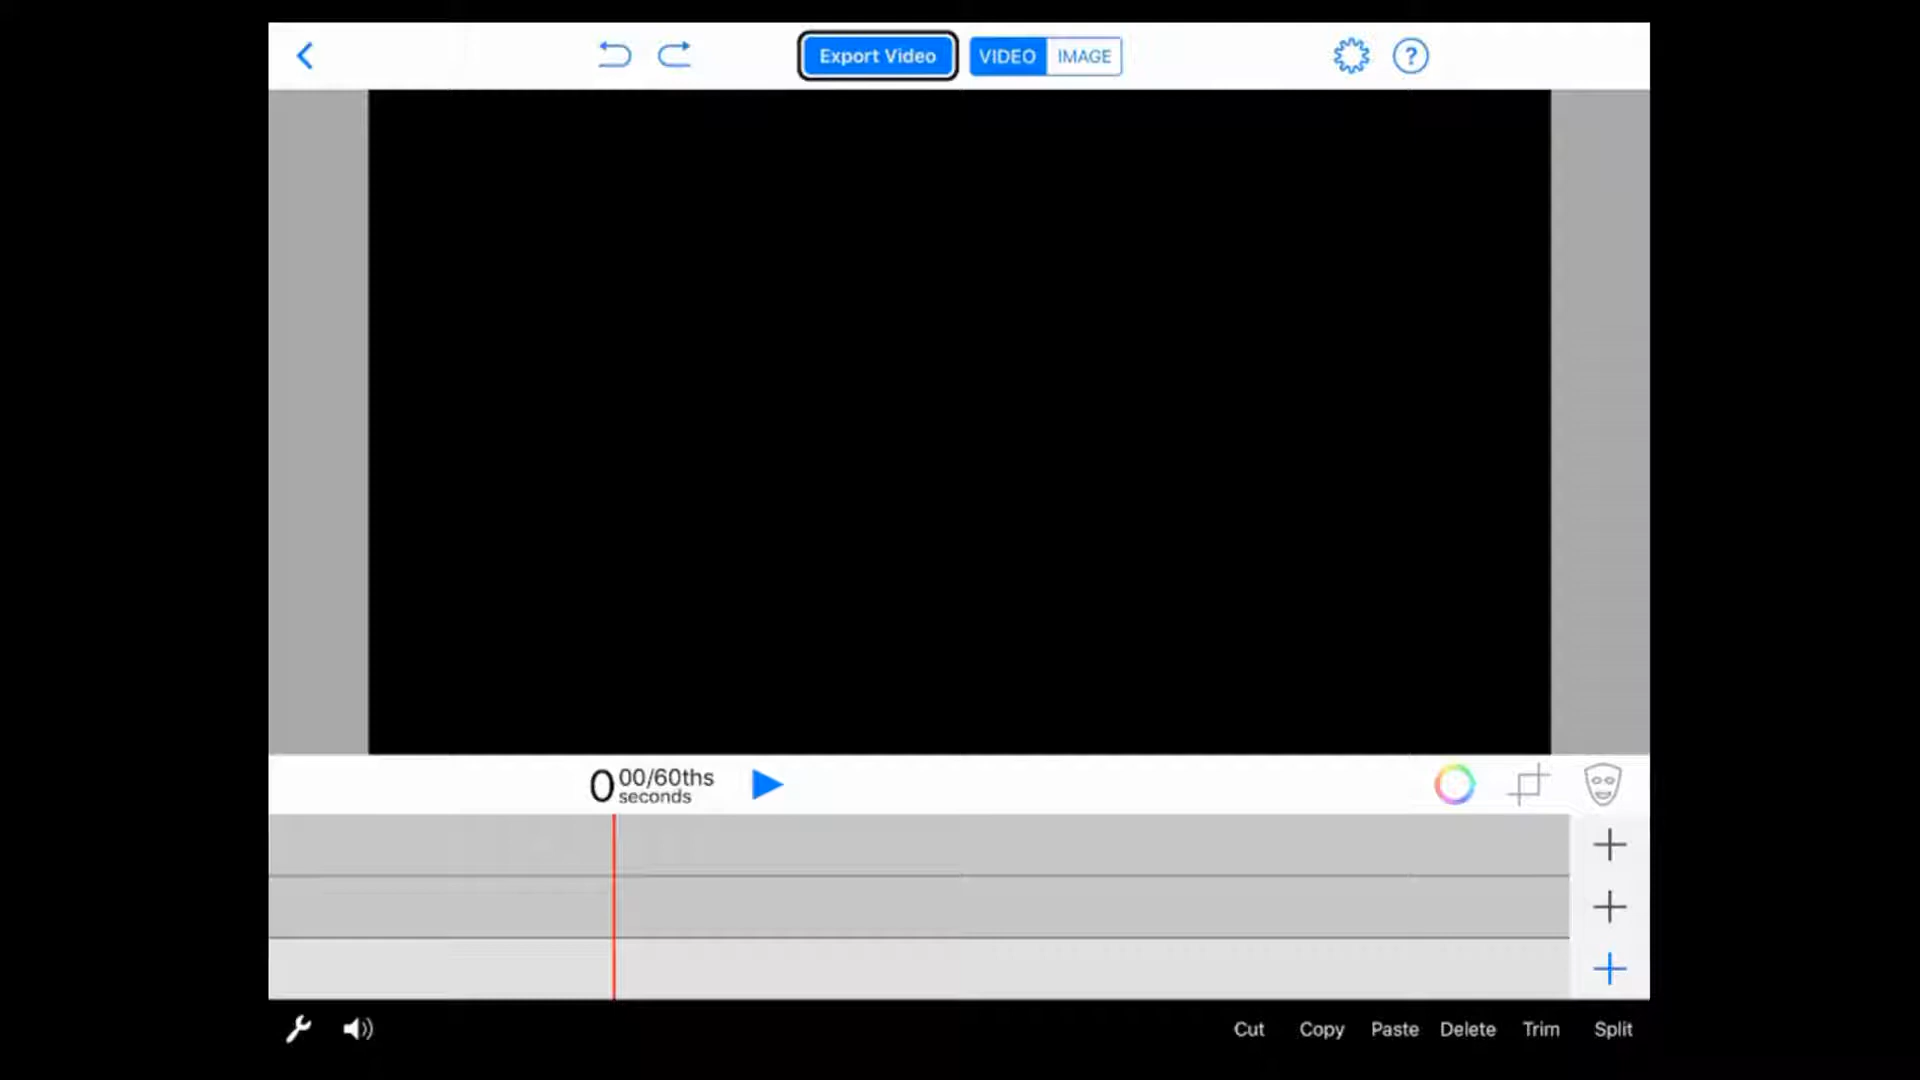 Export Video
VIDEO
IMAGE
?
0 00/60ths
seconds
Cut
Copy
Paste
Delete
Trim
Split